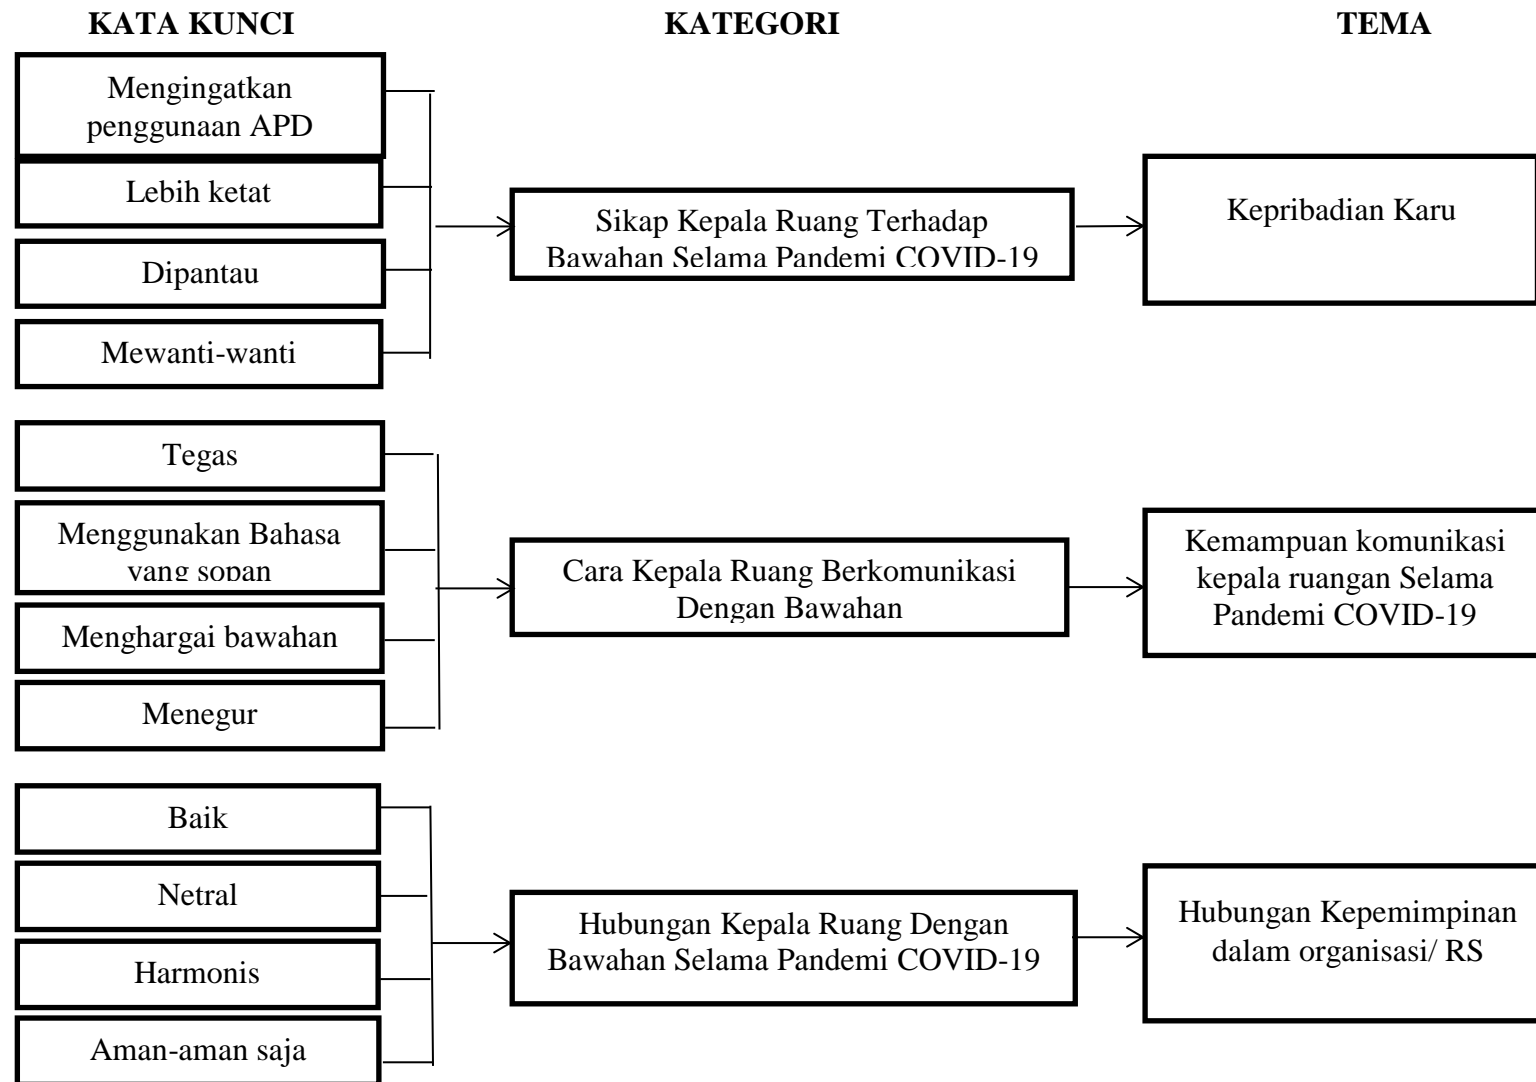 KATA KUNCI
KATEGORI
TEMA
Mengingatkan
penggunaan APD
Lebih ketat
Dipantau
Mewanti-wanti
Sikap Kepala Ruang Terhadap
Bawahan Selama Pandemi COVID-19
Kepribadian Karu
Tegas
Menggunakan Bahasa
yang sopan
Menghargai bawahan
Menegur
Cara Kepala Ruang Berkomunikasi
Dengan Bawahan
Kemampuan komunikasi
kepala ruangan Selama
Pandemi COVID-19
Baik
Netral
Harmonis
Aman-aman saja
Hubungan Kepala Ruang Dengan
Bawahan Selama Pandemi COVID-19
Hubungan Kepemimpinan
dalam organisasi/ RS